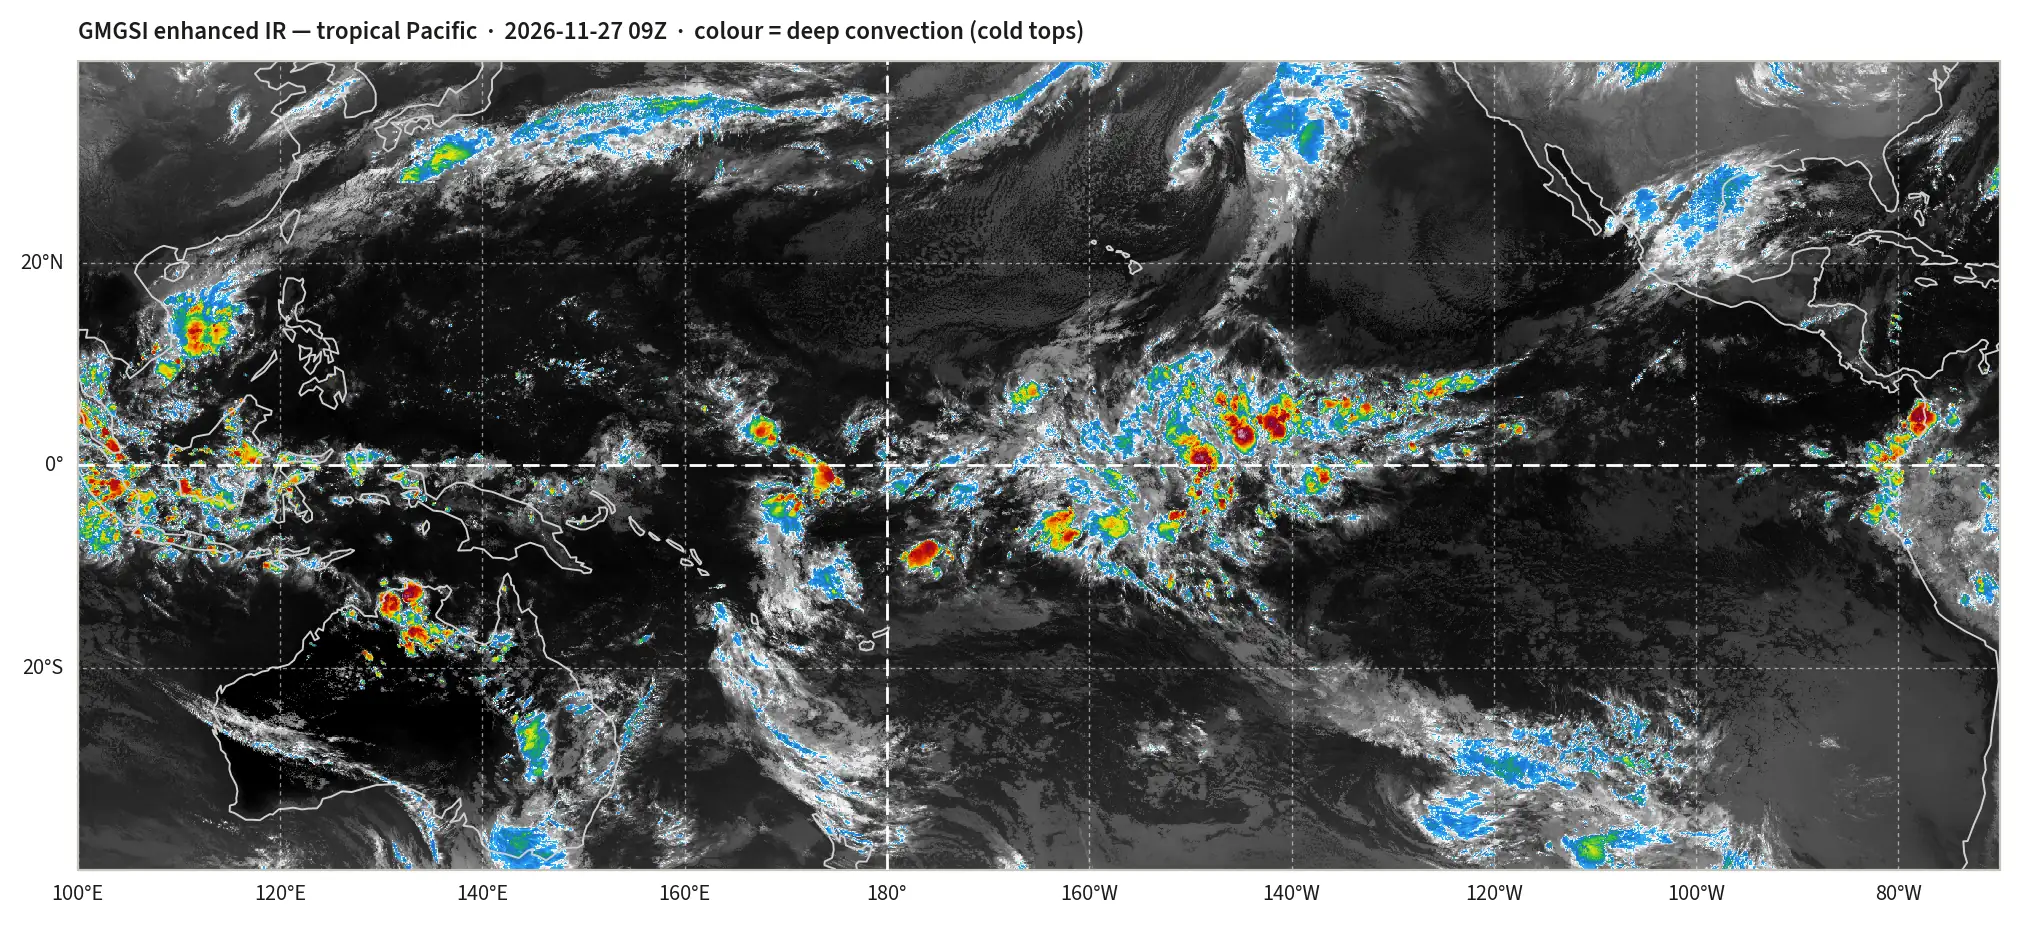 GMGSI enhanced IR — tropical Pacific · 2026-11-27 09Z · colour = deep convection (cold tops)
20°N
0°
20°S
100°E 120°E 140°E 160°E 180° 160°W 140°W 120°W 100°W 80°W